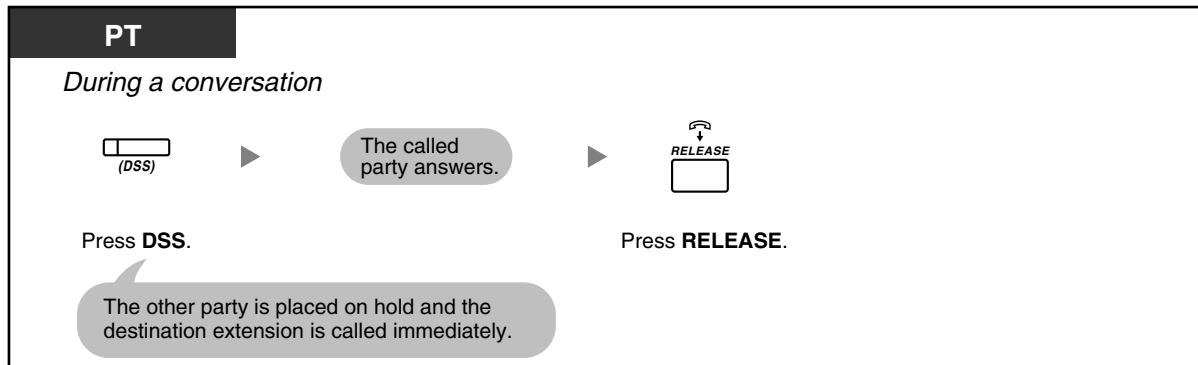 PT
During a conversation
(DSS)
The called
party answers.
RELEASE
Press DSS.
Press RELEASE.
The other party is placed on hold and the
destination extension is called immediately.